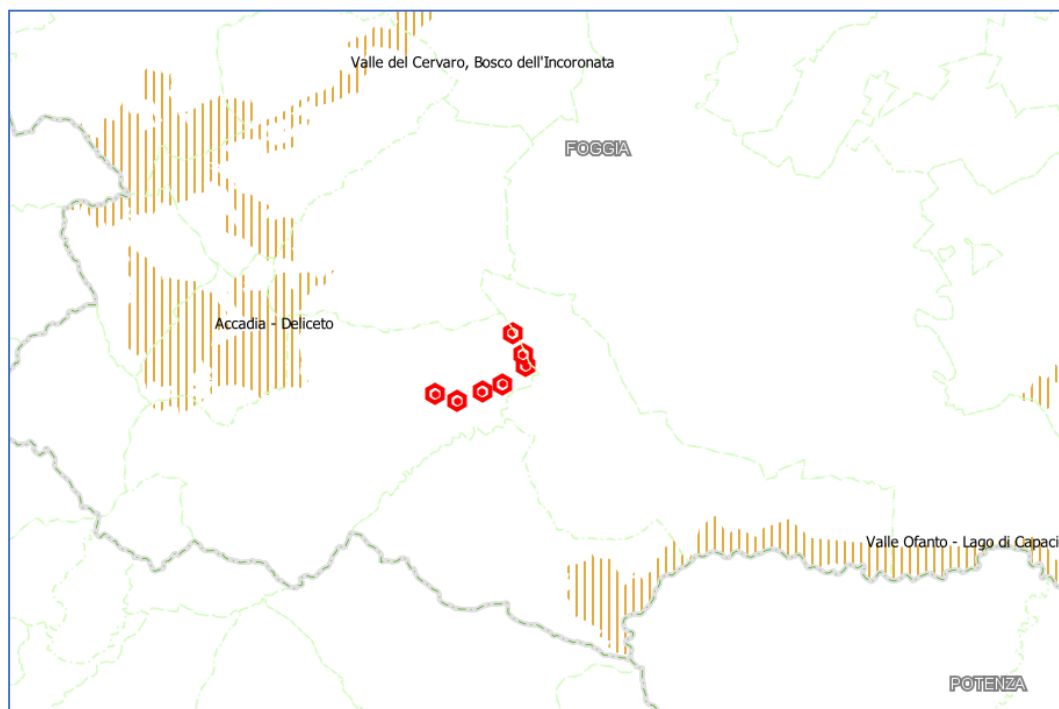 Valle del Cervaro, Bosco dell'Incoronata
FOGGIA
Accadia - Deliceto
Valle Ofanto - Lago di Capaci
POTENZA